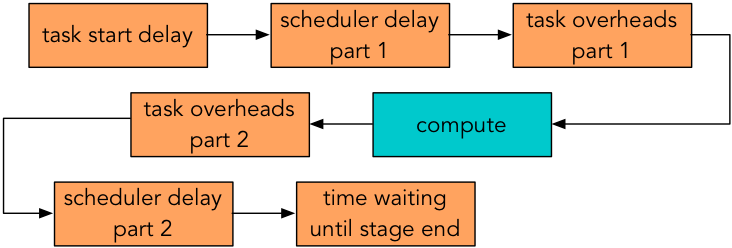 task start delay
scheduler delay
part 1
task overheads
part 1
compute
task overheads
part 2
scheduler delay
part 2
time waiting
until stage end